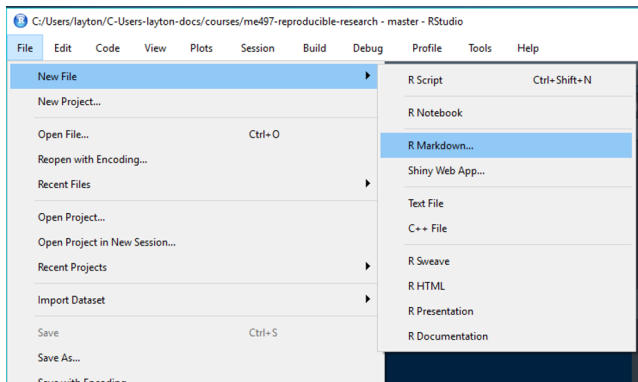 C:/Users/layton/C-Users-layton-docs/courses/me497-reproducible-research - master - RStudio
File Edit Code View Plots Session Build Debug Profile Tools Help
New File
New Project...
Open File... Ctrl+O
Reopen with Encoding...
Recent Files
Open Project...
Open Project in New Session...
Recent Projects
Import Dataset
Save Ctrl+S
Save As...
Save with Encoding
R Script Ctrl+Shift+N
R Notebook
R Markdown...
Shiny Web App...
Text File
C++ File
R Sweave
R HTML
R Presentation
R Documentation